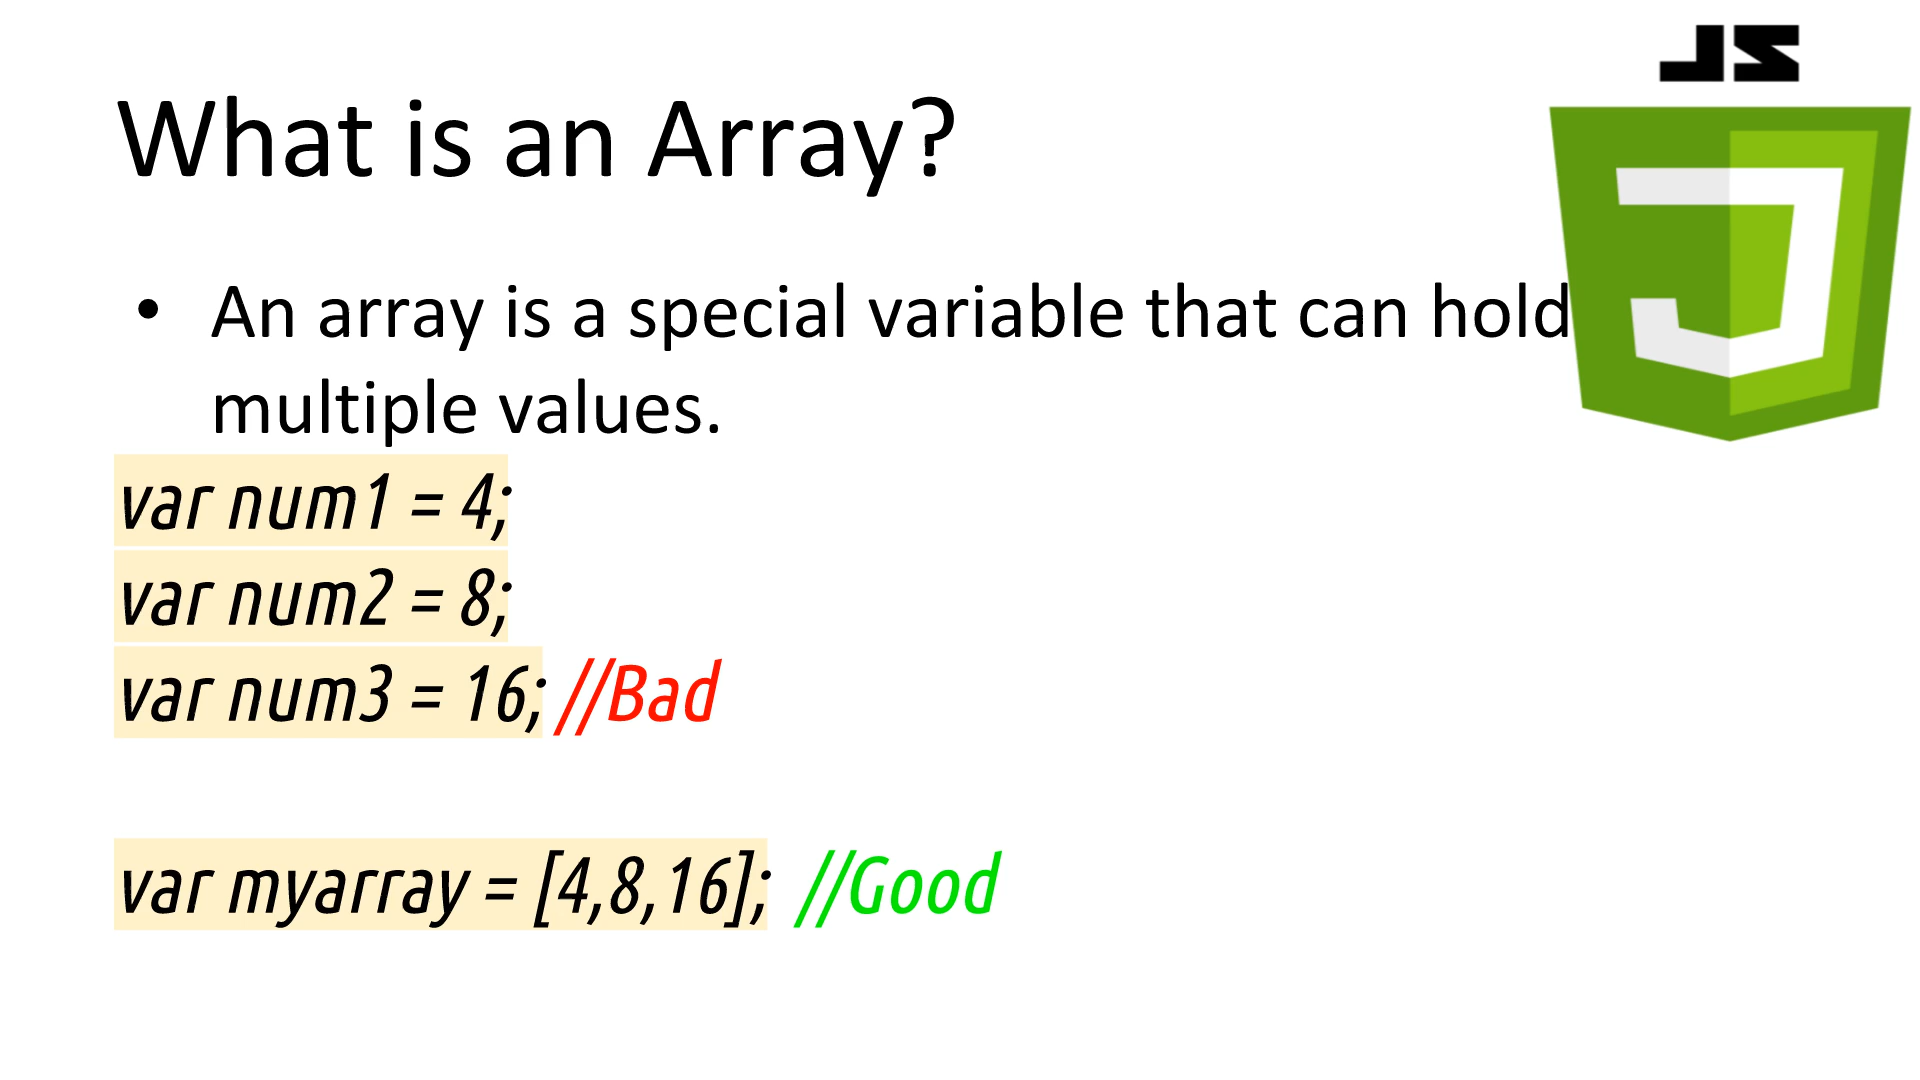 JS
What is an Array?
• An array is a special variable that can hold
multiple values.
var num1 = 4;
var num2 = 8;
var num3 = 16; //Bad
var myarray = [4,8,16]; //Good